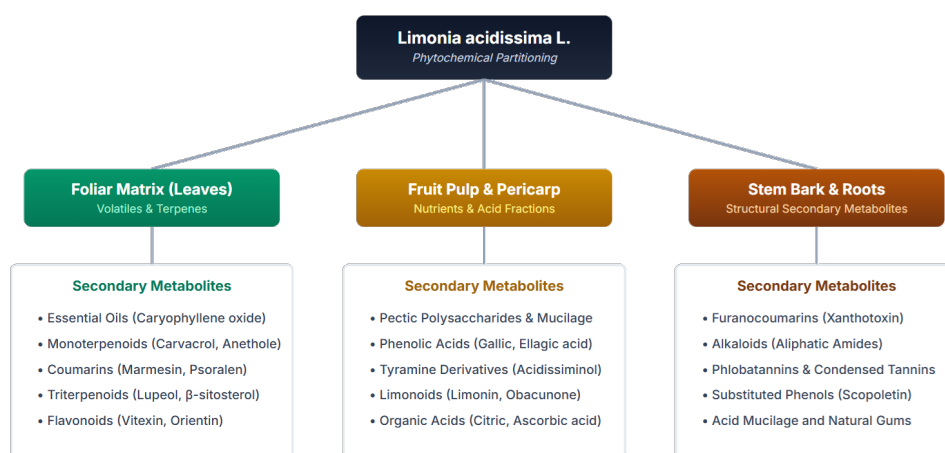 Limonia acidissima L.
Phytochemical Partitioning
Foliar Matrix (Leaves)
Volatiles & Terpenes
Fruit Pulp & Pericarp
Nutrients & Acid Fractions
Stem Bark & Roots
Structural Secondary Metabolites
Secondary Metabolites
• Essential Oils (Caryophyllene oxide)
• Monoterpenoids (Carvacrol, Anethole)
• Coumarins (Marmesin, Psoralen)
• Triterpenoids (Lupeol, β-sitosterol)
• Flavonoids (Vitexin, Orientin)
Secondary Metabolites
• Pectic Polysaccharides & Mucilage
• Phenolic Acids (Gallic, Ellagic acid)
• Tyramine Derivatives (Acidissiminol)
• Limonoids (Limonin, Obacunone)
• Organic Acids (Citric, Ascorbic acid)
Secondary Metabolites
• Furanocoumarins (Xanthotoxin)
• Alkaloids (Aliphatic Amides)
• Phlobatannins & Condensed Tannins
• Substituted Phenols (Scopoletin)
• Acid Mucilage and Natural Gums